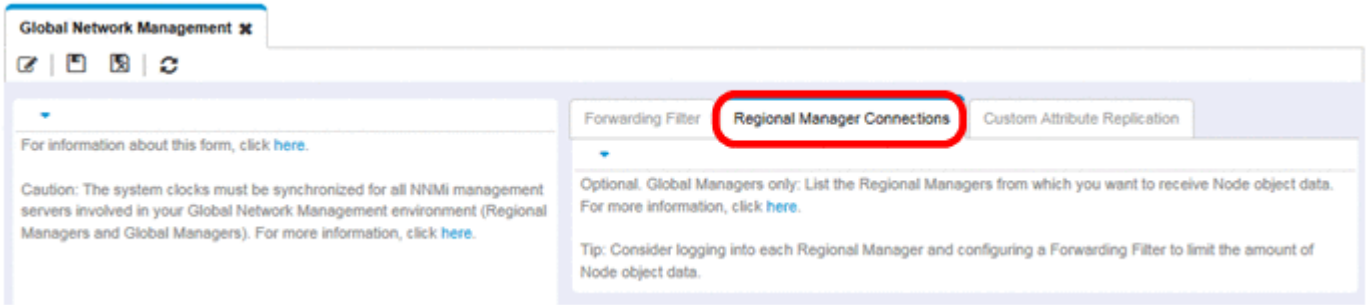 Global Network Management ✖
For information about this form, click here.
Caution: The system clocks must be synchronized for all NNMi management
servers involved in your Global Network Management environment (Regional
Managers and Global Managers). For more information, click here.
Forwarding Filter
Regional Manager Connections
Custom Attribute Replication
Optional. Global Managers only: List the Regional Managers from which you want to receive Node object data.
For more information, click here.
Tip: Consider logging into each Regional Manager and configuring a Forwarding Filter to limit the amount of
Node object data.